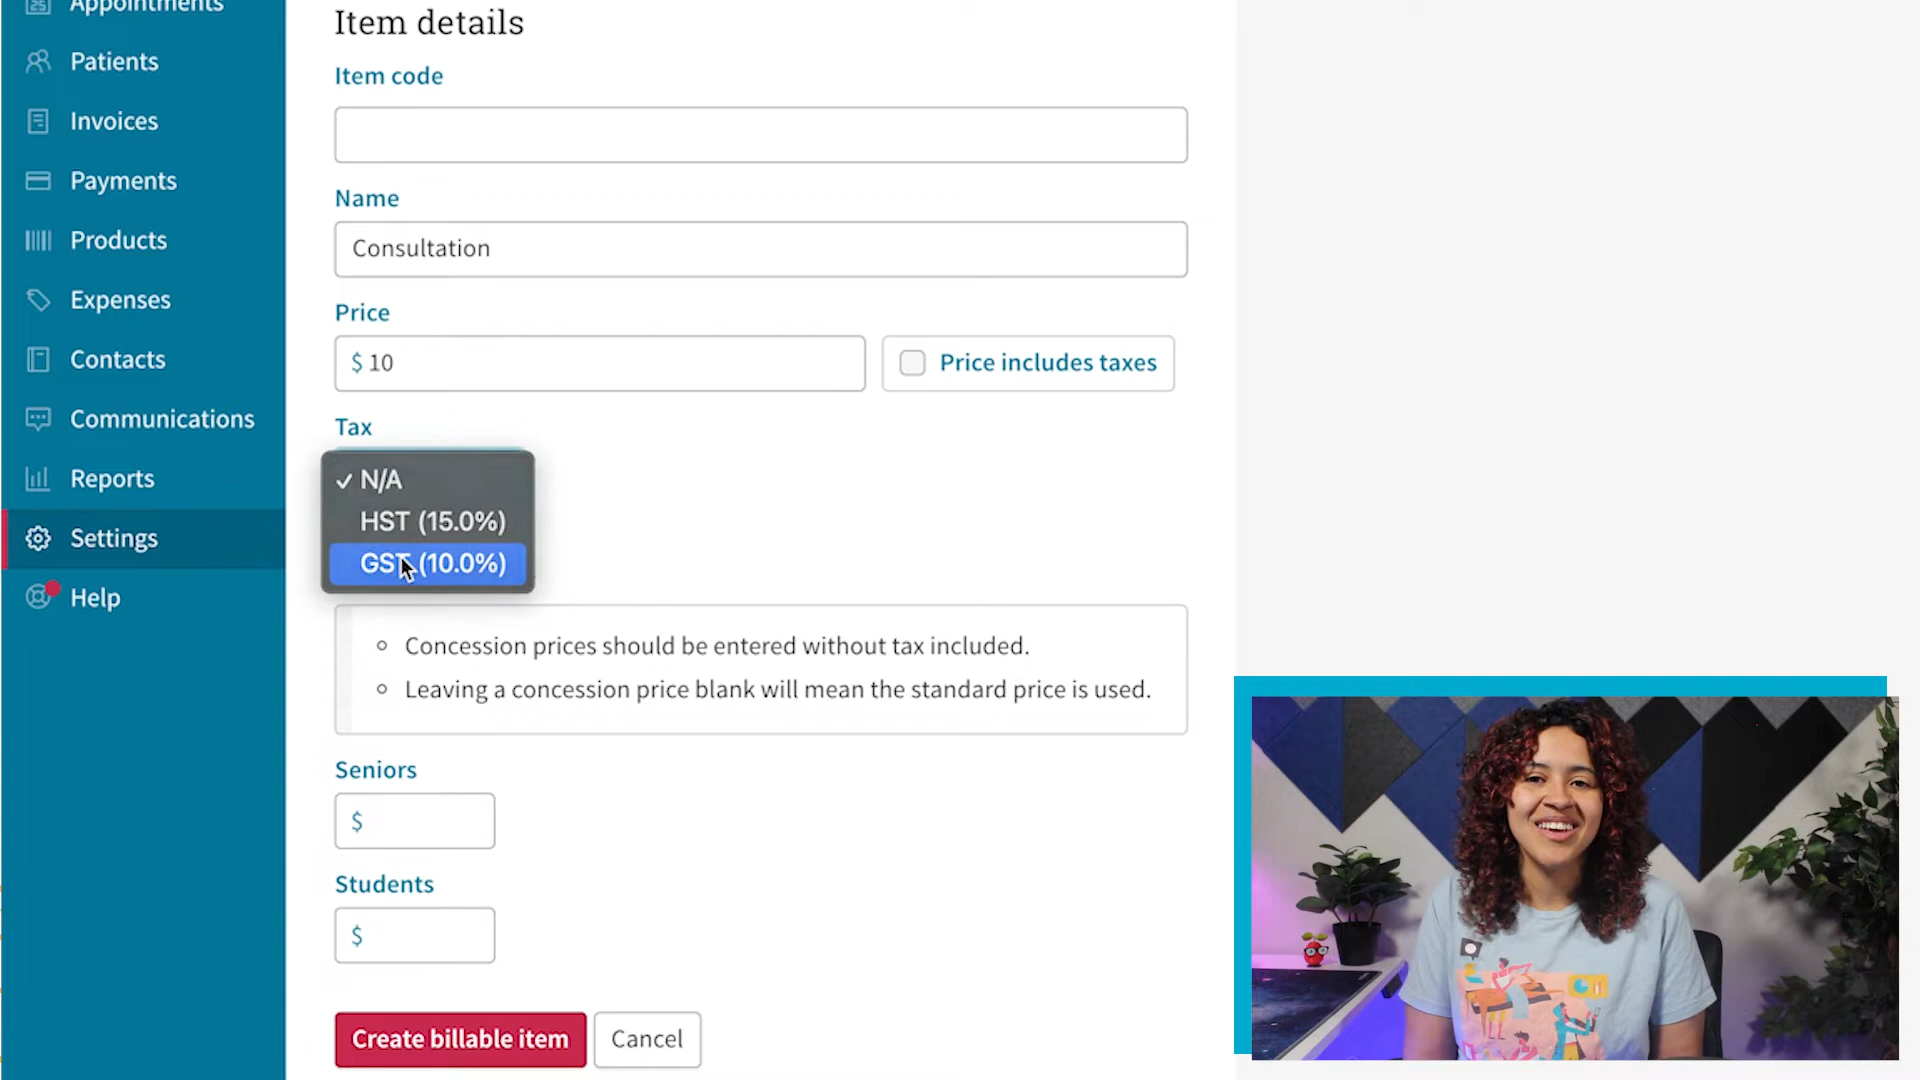 Appointments
Patients
Invoices
Payments
Products
Expenses
Contacts
Communications
Reports
Settings
Help
Item details
Item code
Name
Consultation
Price
$ 10
Price includes taxes
Tax
✓ N/A
HST (15.0%)
GST (10.0%)
Concession prices should be entered without tax included.
Leaving a concession price blank will mean the standard price is used.
Seniors
$
Students
$
Create billable item
Cancel